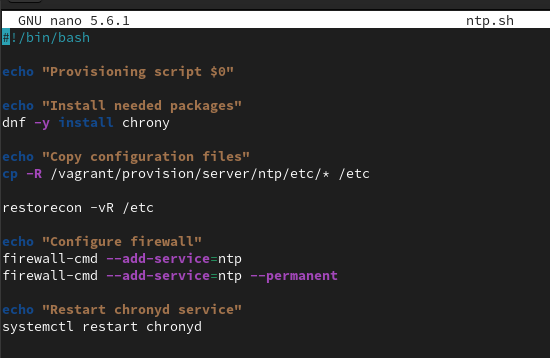 GNU nano 5.6.1 ntp.sh
#!/bin/bash
echo "Provisioning script $0"
echo "Install needed packages"
dnf -y install chrony
echo "Copy configuration files"
cp -R /vagrant/provision/server/ntp/etc/* /etc
restorecon -vR /etc
echo "Configure firewall"
firewall-cmd --add-service=ntp
firewall-cmd --add-service=ntp --permanent
echo "Restart chronyd service"
systemctl restart chronyd